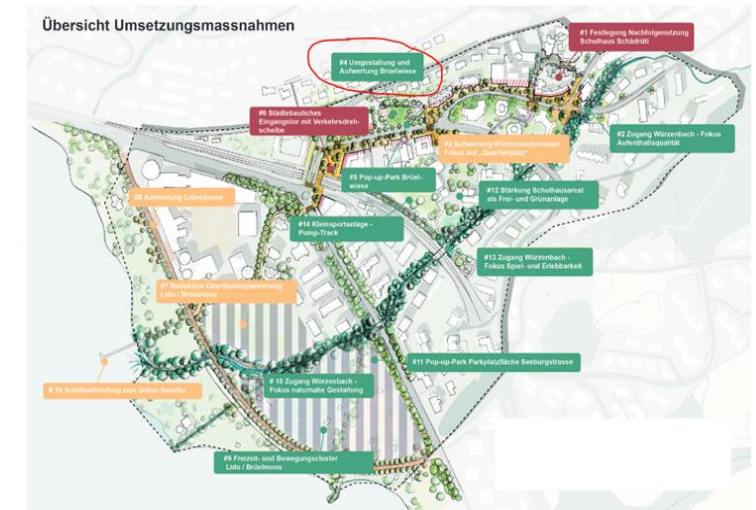 Übersicht Umsetzungsmassnahmen
#1 Festlegung Nachfolgenutzung
Schulhaus Schädrüti
#4 Umgestaltung und
Aufwertung Brüelwiese
#6 Städtebauliches
Eingangstor mit Verkehrsdreh-
scheibe
#2 Zugang Würzenbach - Fokus
Aufenthaltsqualität
#3 Aufwertung Würzenbachstrasse
Fokus auf „Quartierplatz“
#5 Pop-up-Park Brüel-
wiese
#12 Stärkung Schulhausareal
als Frei- und Grünanlage
#8 Aufwertung Lidostrasse
#14 Kleinsportanlage -
Pump-Track
#13 Zugang Würzenbach -
Fokus Spiel- und Erlebbarkeit
#7 Reduktion Oberflächenparkierung
Lido / Brüelmoos
#11 Pop-up-Park Parkplatzfläche Seeburgstrasse
# 10 Zugang Würzenbach -
Fokus naturnahe Gestaltung
Schiffverbindung zum linken Seeufer
#9 Freizeit- und Bewegungscluster
Lido / Brüelmoos